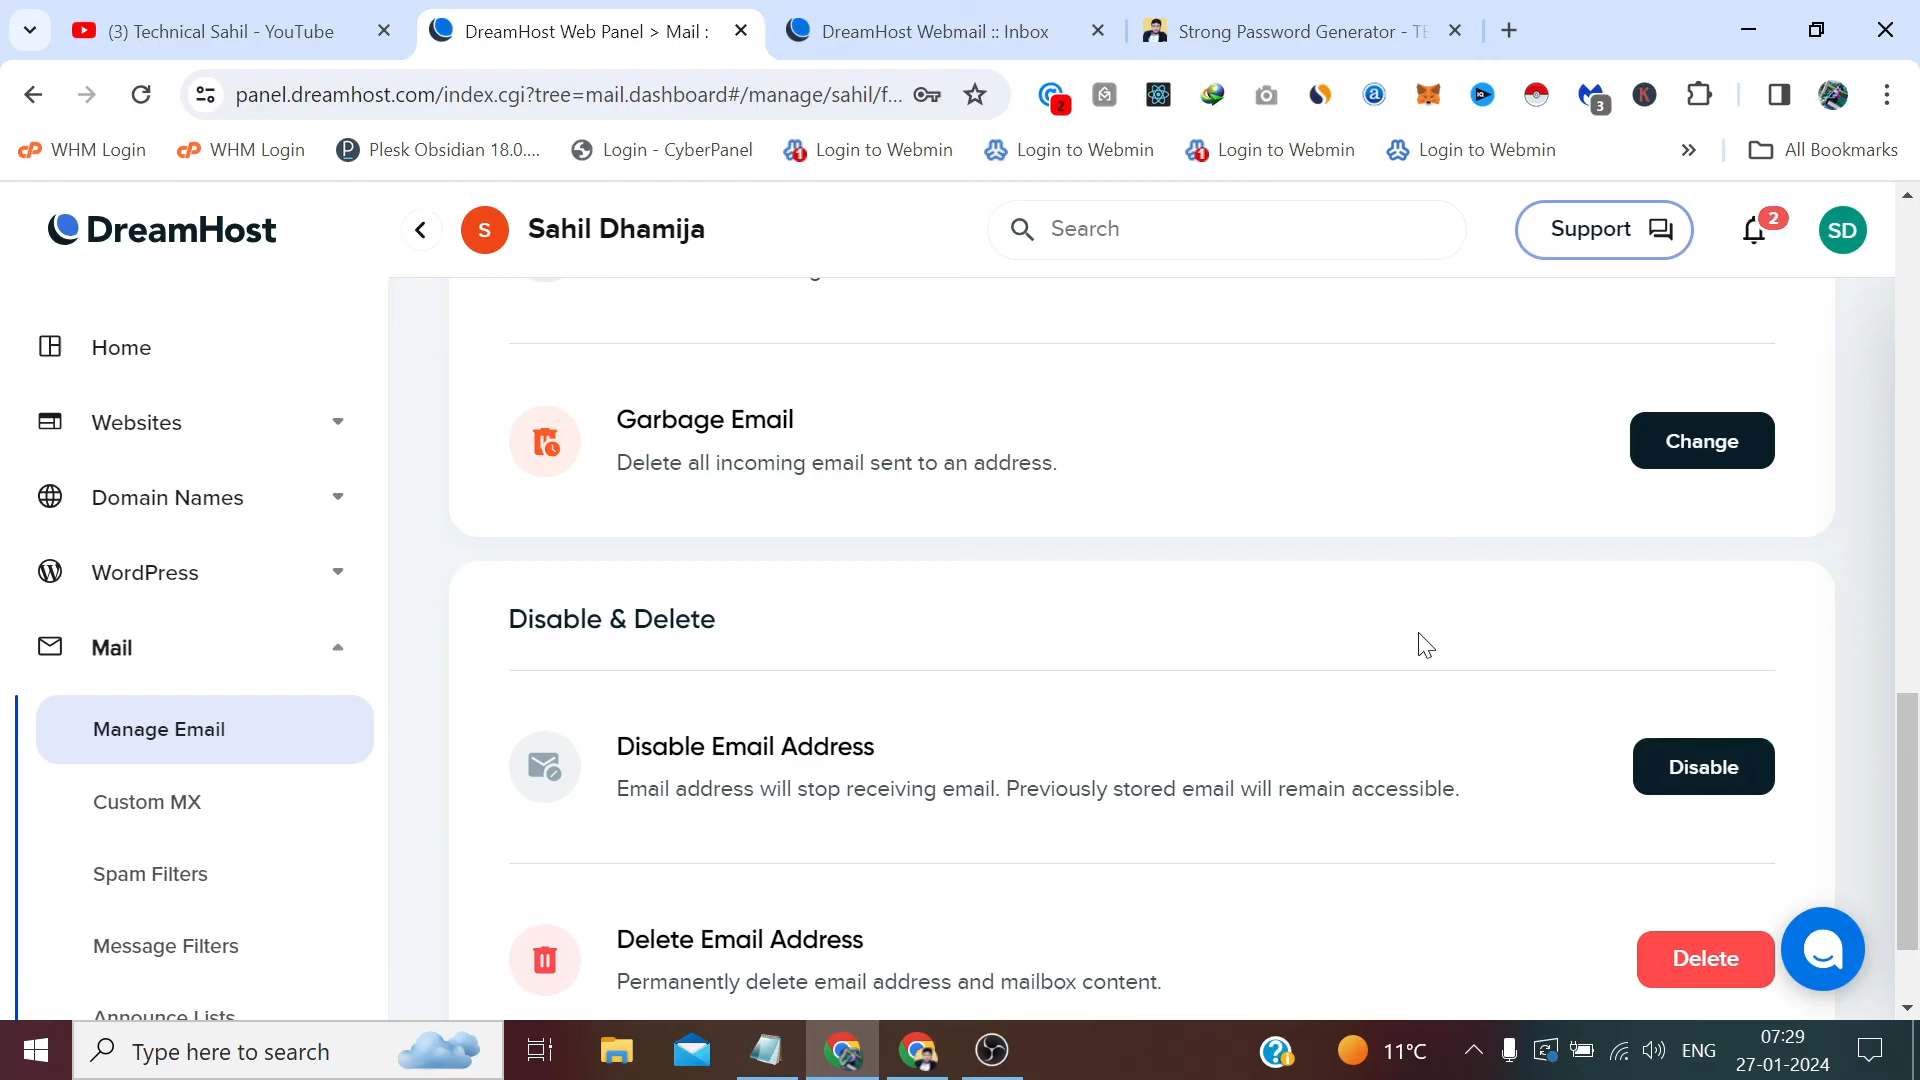 (3) Technical Sahil - YouTube
DreamHost Web Panel > Mail :
DreamHost Webmail :: Inbox
Strong Password Generator - TE
panel.dreamhost.com/index.cgi?tree=mail.dashboard#/manage/sahil/f...
2
3
WHM Login
WHM Login
Plesk Obsidian 18.0....
Login - CyberPanel
Login to Webmin
Login to Webmin
Login to Webmin
Login to Webmin
All Bookmarks
DreamHost
S
Sahil Dhamija
Search
Support
2
SD
Home
Websites
Domain Names
WordPress
Mail
Manage Email
Custom MX
Spam Filters
Message Filters
Announce Lists
Garbage Email
Delete all incoming email sent to an address.
Change
Disable & Delete
Disable Email Address
Email address will stop receiving email. Previously stored email will remain accessible.
Disable
Delete Email Address
Permanently delete email address and mailbox content.
Delete
Type here to search
11°C
ENG
07:29
27-01-2024